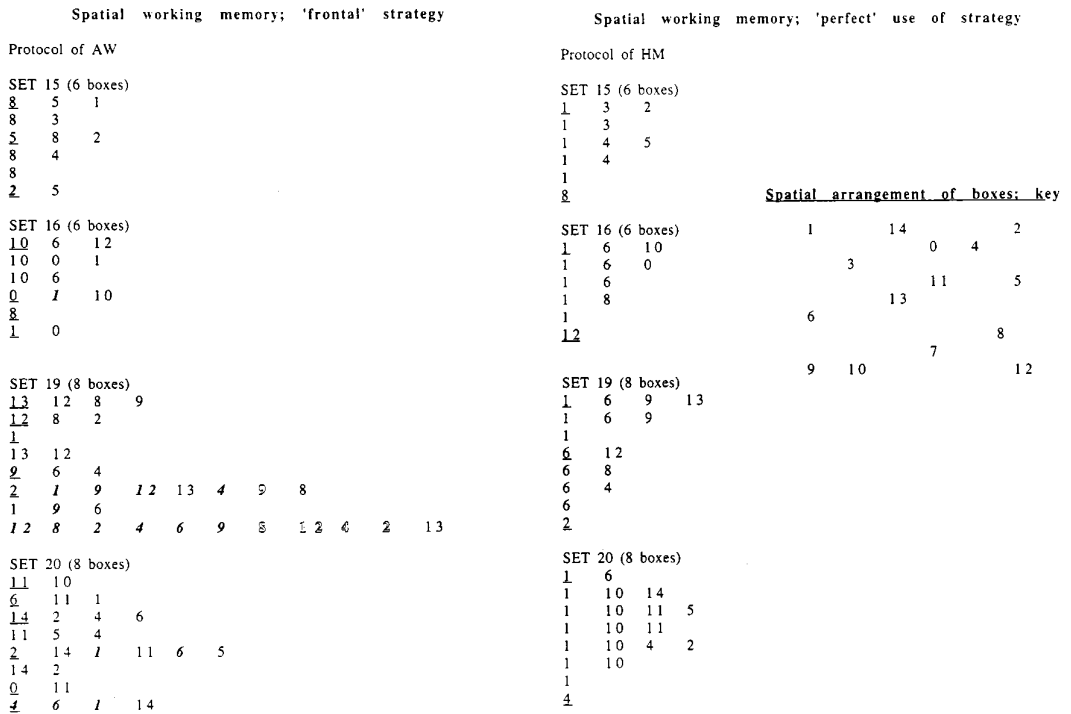 Spatial working memory; 'frontal' strategy
Protocol of AW
SET 15 (6 boxes)
8 5 1
8 3
5 8 2
8 4
8
2 5
SET 16 (6 boxes)
10 6 12
10 0 1
10 6
0 1 10
8
1 0
SET 19 (8 boxes)
13 12 8 9
12 8 2
1
13 12
9 6 4
2 1 9 12 13 4 9 8
1 9 6
12 8 2 4 6 9 8 12 4 2 13
SET 20 (8 boxes)
11 10
6 11 1
14 2 4 6
11 5 4
2 14 1 11 6 5
14 2
0 11
4 6 1 14
Spatial working memory; 'perfect' use of strategy
Protocol of HM
SET 15 (6 boxes)
1 3 2
1 3
1 4 5
1 4
1
8
SET 16 (6 boxes)
1 6 10
1 6 0
1 6
1 8
1
12
SET 19 (8 boxes)
1 6 9 13
1 6 9
1
6 12
6 8
6 4
6
2
SET 20 (8 boxes)
1 6
1 10 14
1 10 11 5
1 10 11
1 10 4 2
1 10
1
4
Spatial arrangement of boxes; key
1 14 2
0 4
3
11 5
13
6
8
7
9 10 12